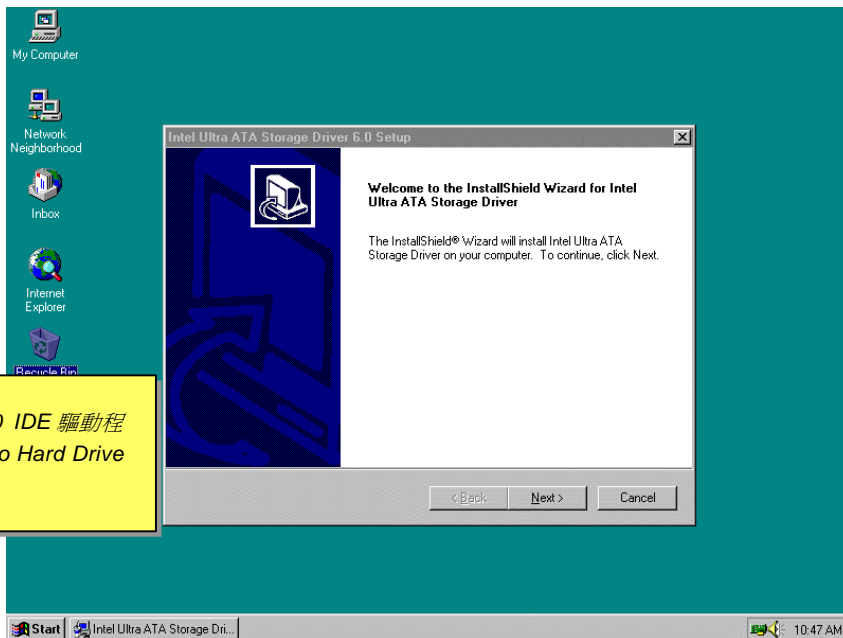 My Computer
Network
Neighborhood
Inbox
Internet
Explorer
Recycle Bin
Intel Ultra ATA Storage Driver 6.0 Setup
Welcome to the InstallShield Wizard for Intel
Ultra ATA Storage Driver
The InstallShield® Wizard will install Intel Ultra ATA
Storage Driver on your computer. To continue, click Next.
< Back
Next >
Cancel
IDE 驅動程
o Hard Drive
Start
Intel Ultra ATA Storage Dri...
10:47 AM